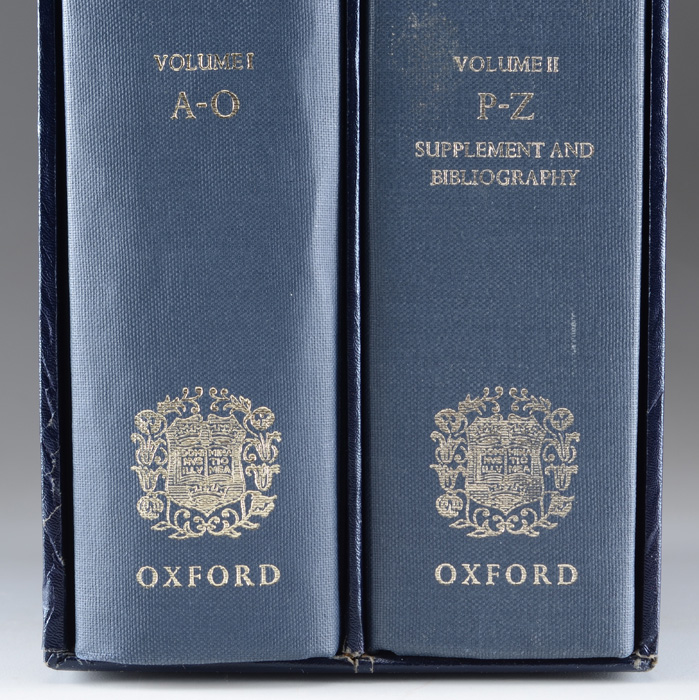 VOLUME I
A-O
OXFORD
VOLUME II
P-Z
SUPPLEMENT AND
BIBLIOGRAPHY
OXFORD